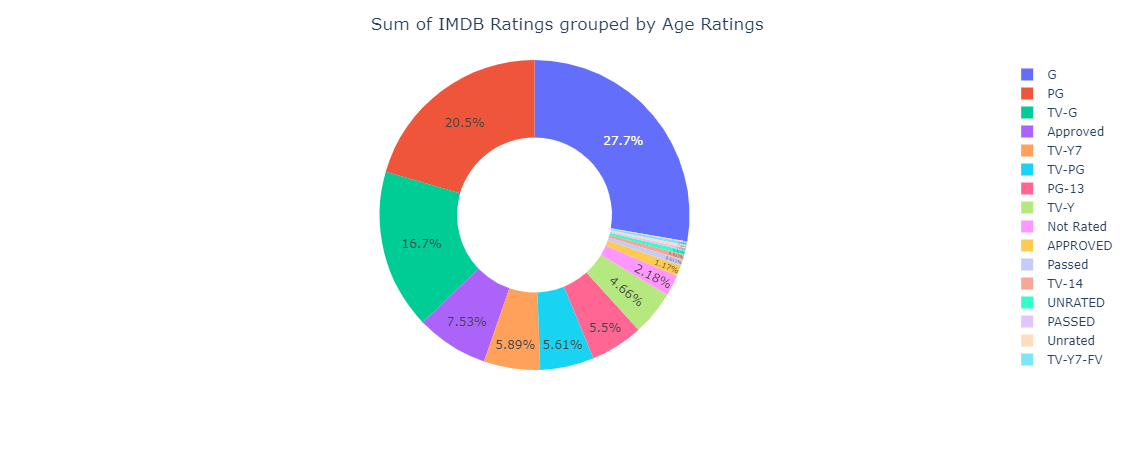 Sum of IMDB Ratings grouped by Age Ratings
27.7%
20.5%
16.7%
7.53%
5.89%
5.61%
5.5%
4.66%
2.18%
1.17%
G
PG
TV-G
Approved
TV-Y7
TV-PG
PG-13
TV-Y
Not Rated
APPROVED
Passed
TV-14
UNRATED
PASSED
Unrated
TV-Y7-FV